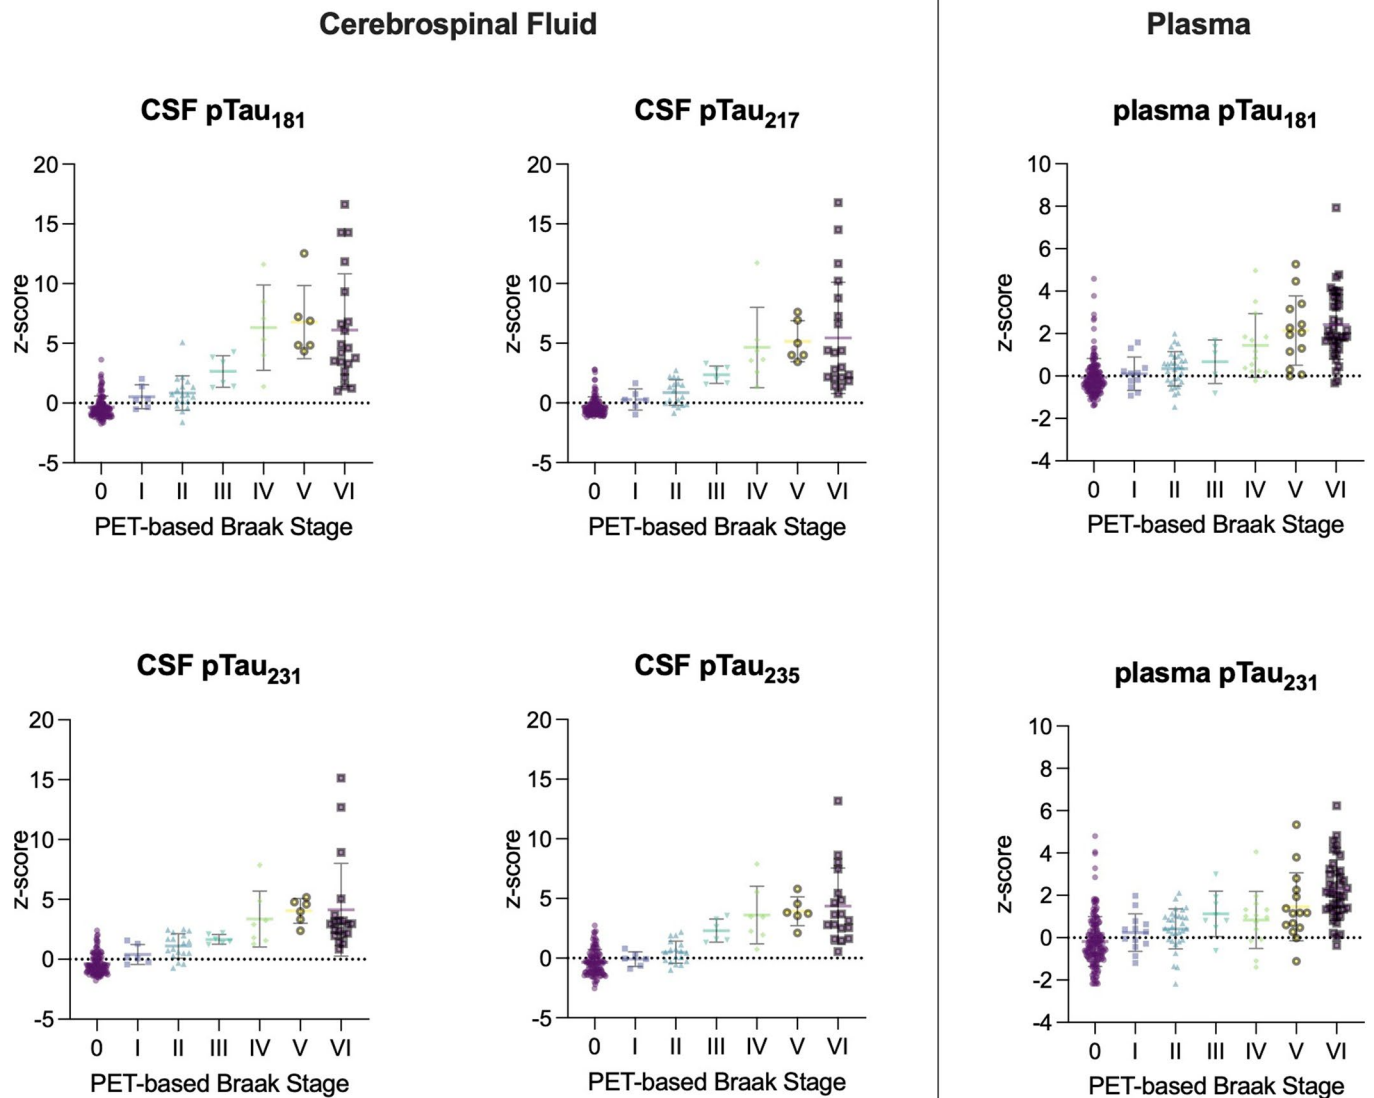 Cerebrospinal Fluid
Plasma
CSF pTau181
z-score
20
15
10
5
0
-5
0 I II III IV V VI
PET-based Braak Stage
CSF pTau217
z-score
20
15
10
5
0
-5
0 I II III IV V VI
PET-based Braak Stage
plasma pTau181
z-score
10
8
6
4
2
0
-2
-4
0 I II III IV V VI
PET-based Braak Stage
CSF pTau231
z-score
20
15
10
5
0
-5
0 I II III IV V VI
PET-based Braak Stage
CSF pTau235
z-score
20
15
10
5
0
-5
0 I II III IV V VI
PET-based Braak Stage
plasma pTau231
z-score
10
8
6
4
2
0
-2
-4
0 I II III IV V VI
PET-based Braak Stage